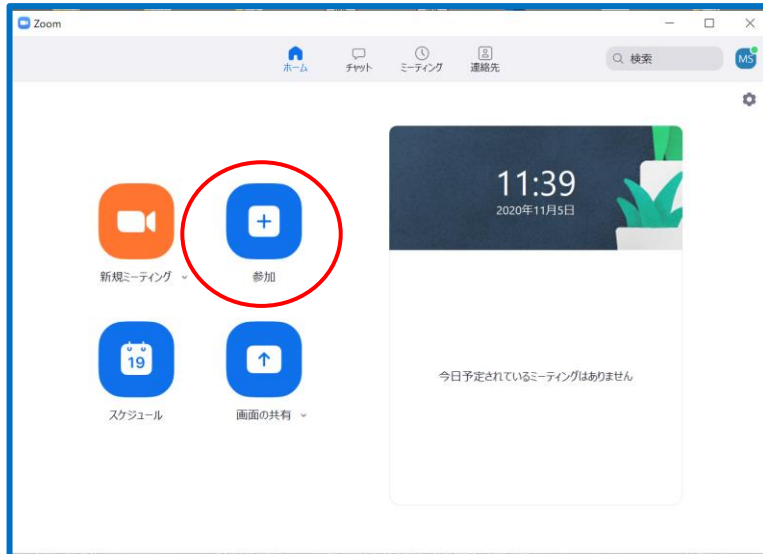 Zoom
ホーム
チャット
ミーティング
連絡先
検索
MS
11:39
2020年11月5日
新規ミーティング
参加
19
スケジュール
画面の共有
今日予定されているミーティングはありません